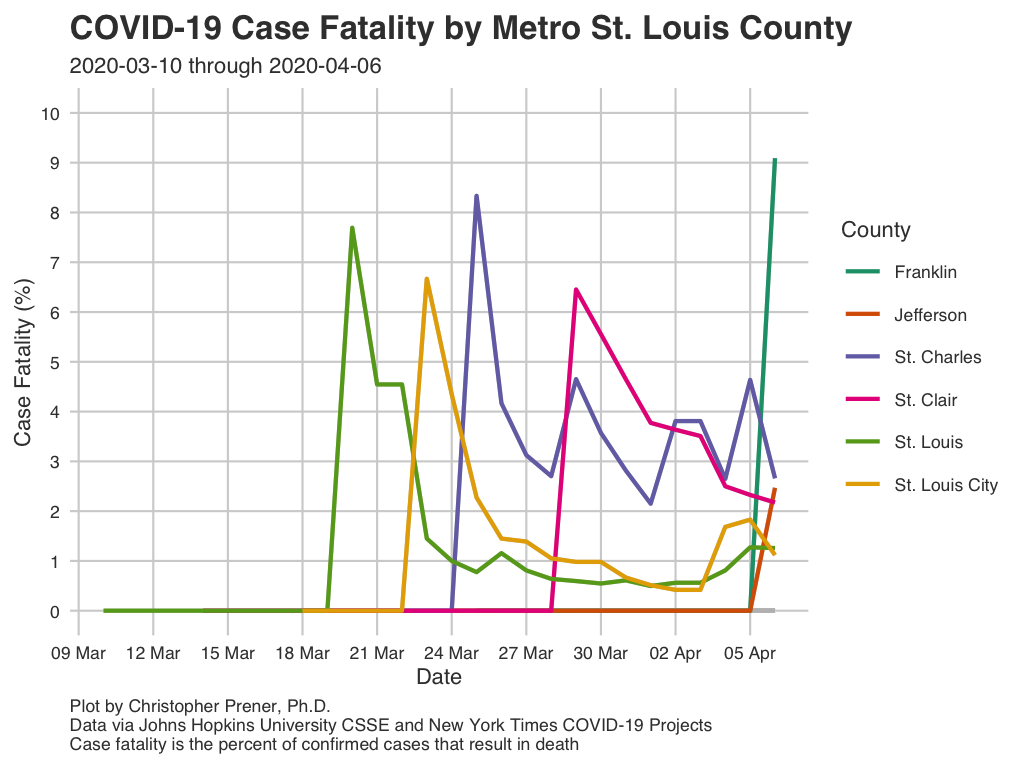 COVID-19 Case Fatality by Metro St. Louis County
2020-03-10 through 2020-04-06
10
9
8
7
6
5
4
3
2
1
0
Case Fatality (%)
09 Mar 12 Mar 15 Mar 18 Mar 21 Mar 24 Mar 27 Mar 30 Mar 02 Apr 05 Apr
Date
County
Franklin
Jefferson
St. Charles
St. Clair
St. Louis
St. Louis City
Plot by Christopher Prener, Ph.D.
Data via Johns Hopkins University CSSE and New York Times COVID-19 Projects
Case fatality is the percent of confirmed cases that result in death